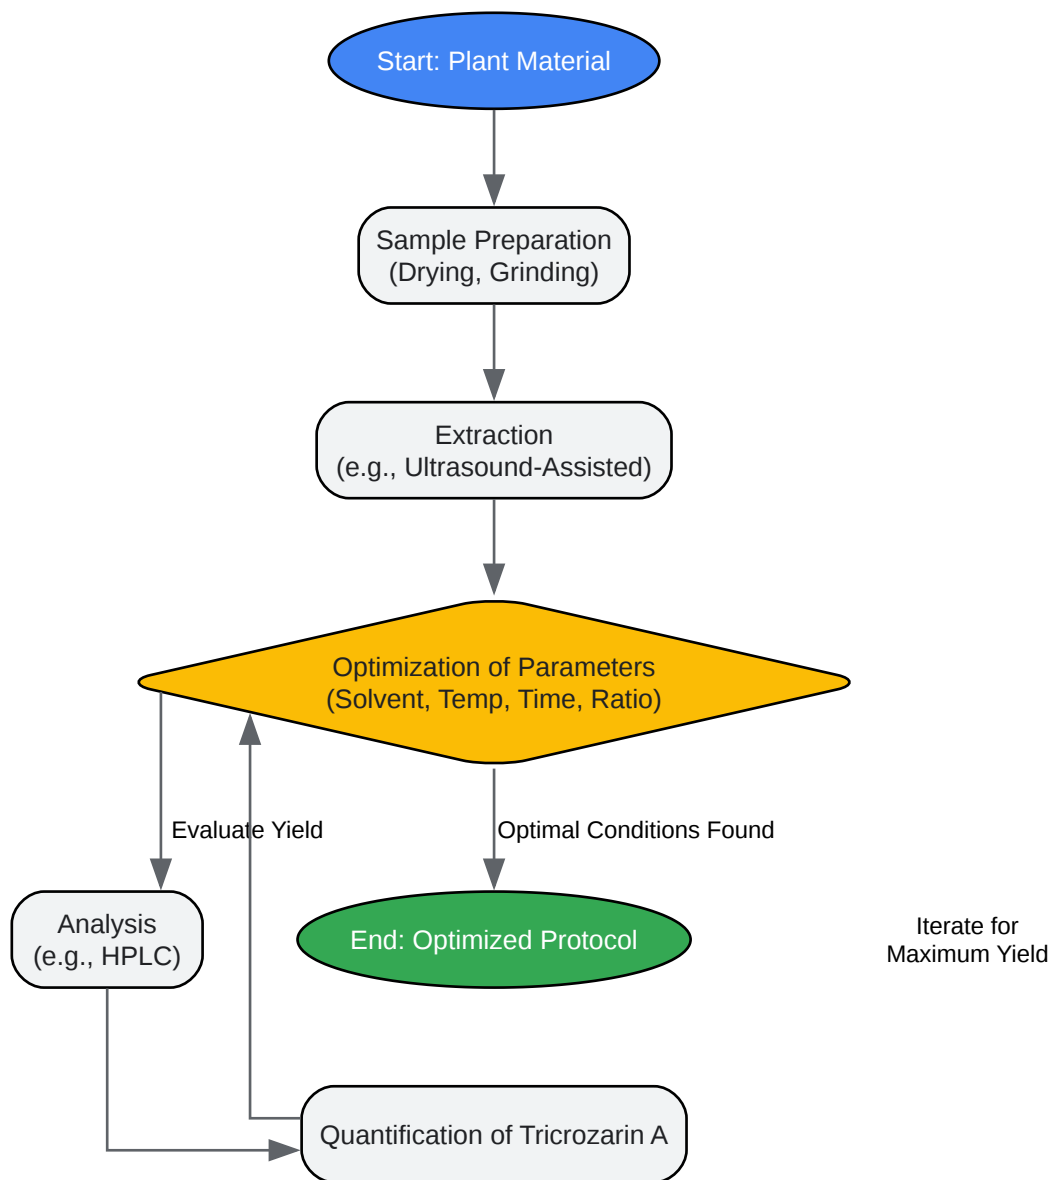 Start: Plant Material
Sample Preparation
(Drying, Grinding)
Extraction
(e.g., Ultrasound-Assisted)
Optimization of Parameters
(Solvent, Temp, Time, Ratio)
Evaluate Yield
Optimal Conditions Found
Analysis
(e.g., HPLC)
End: Optimized Protocol
Iterate for
Maximum Yield
Quantification of Tricrozarin A